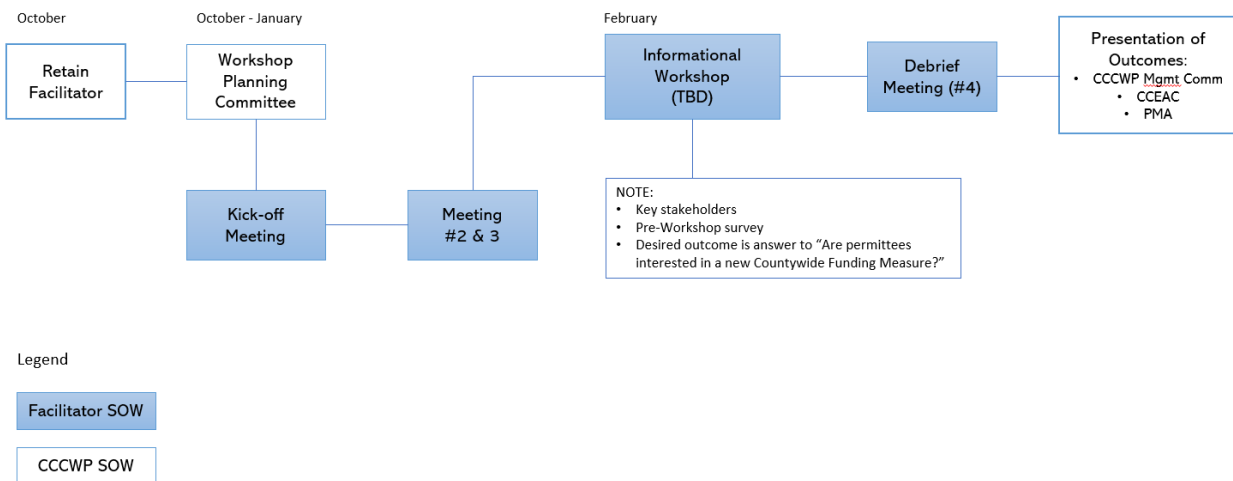 October
October - January
February
Retain
Facilitator
Workshop
Planning
Committee
Informational
Workshop
(TBD)
Debrief
Meeting (#4)
Presentation of
Outcomes:
• CCCWP Mgmt Comm
• CCEAC
• PMA
Kick-off
Meeting
Meeting
#2 & 3
NOTE:
• Key stakeholders
• Pre-Workshop survey
• Desired outcome is answer to “Are permittees
interested in a new Countywide Funding Measure?”
Legend
Facilitator SOW
CCCWP SOW